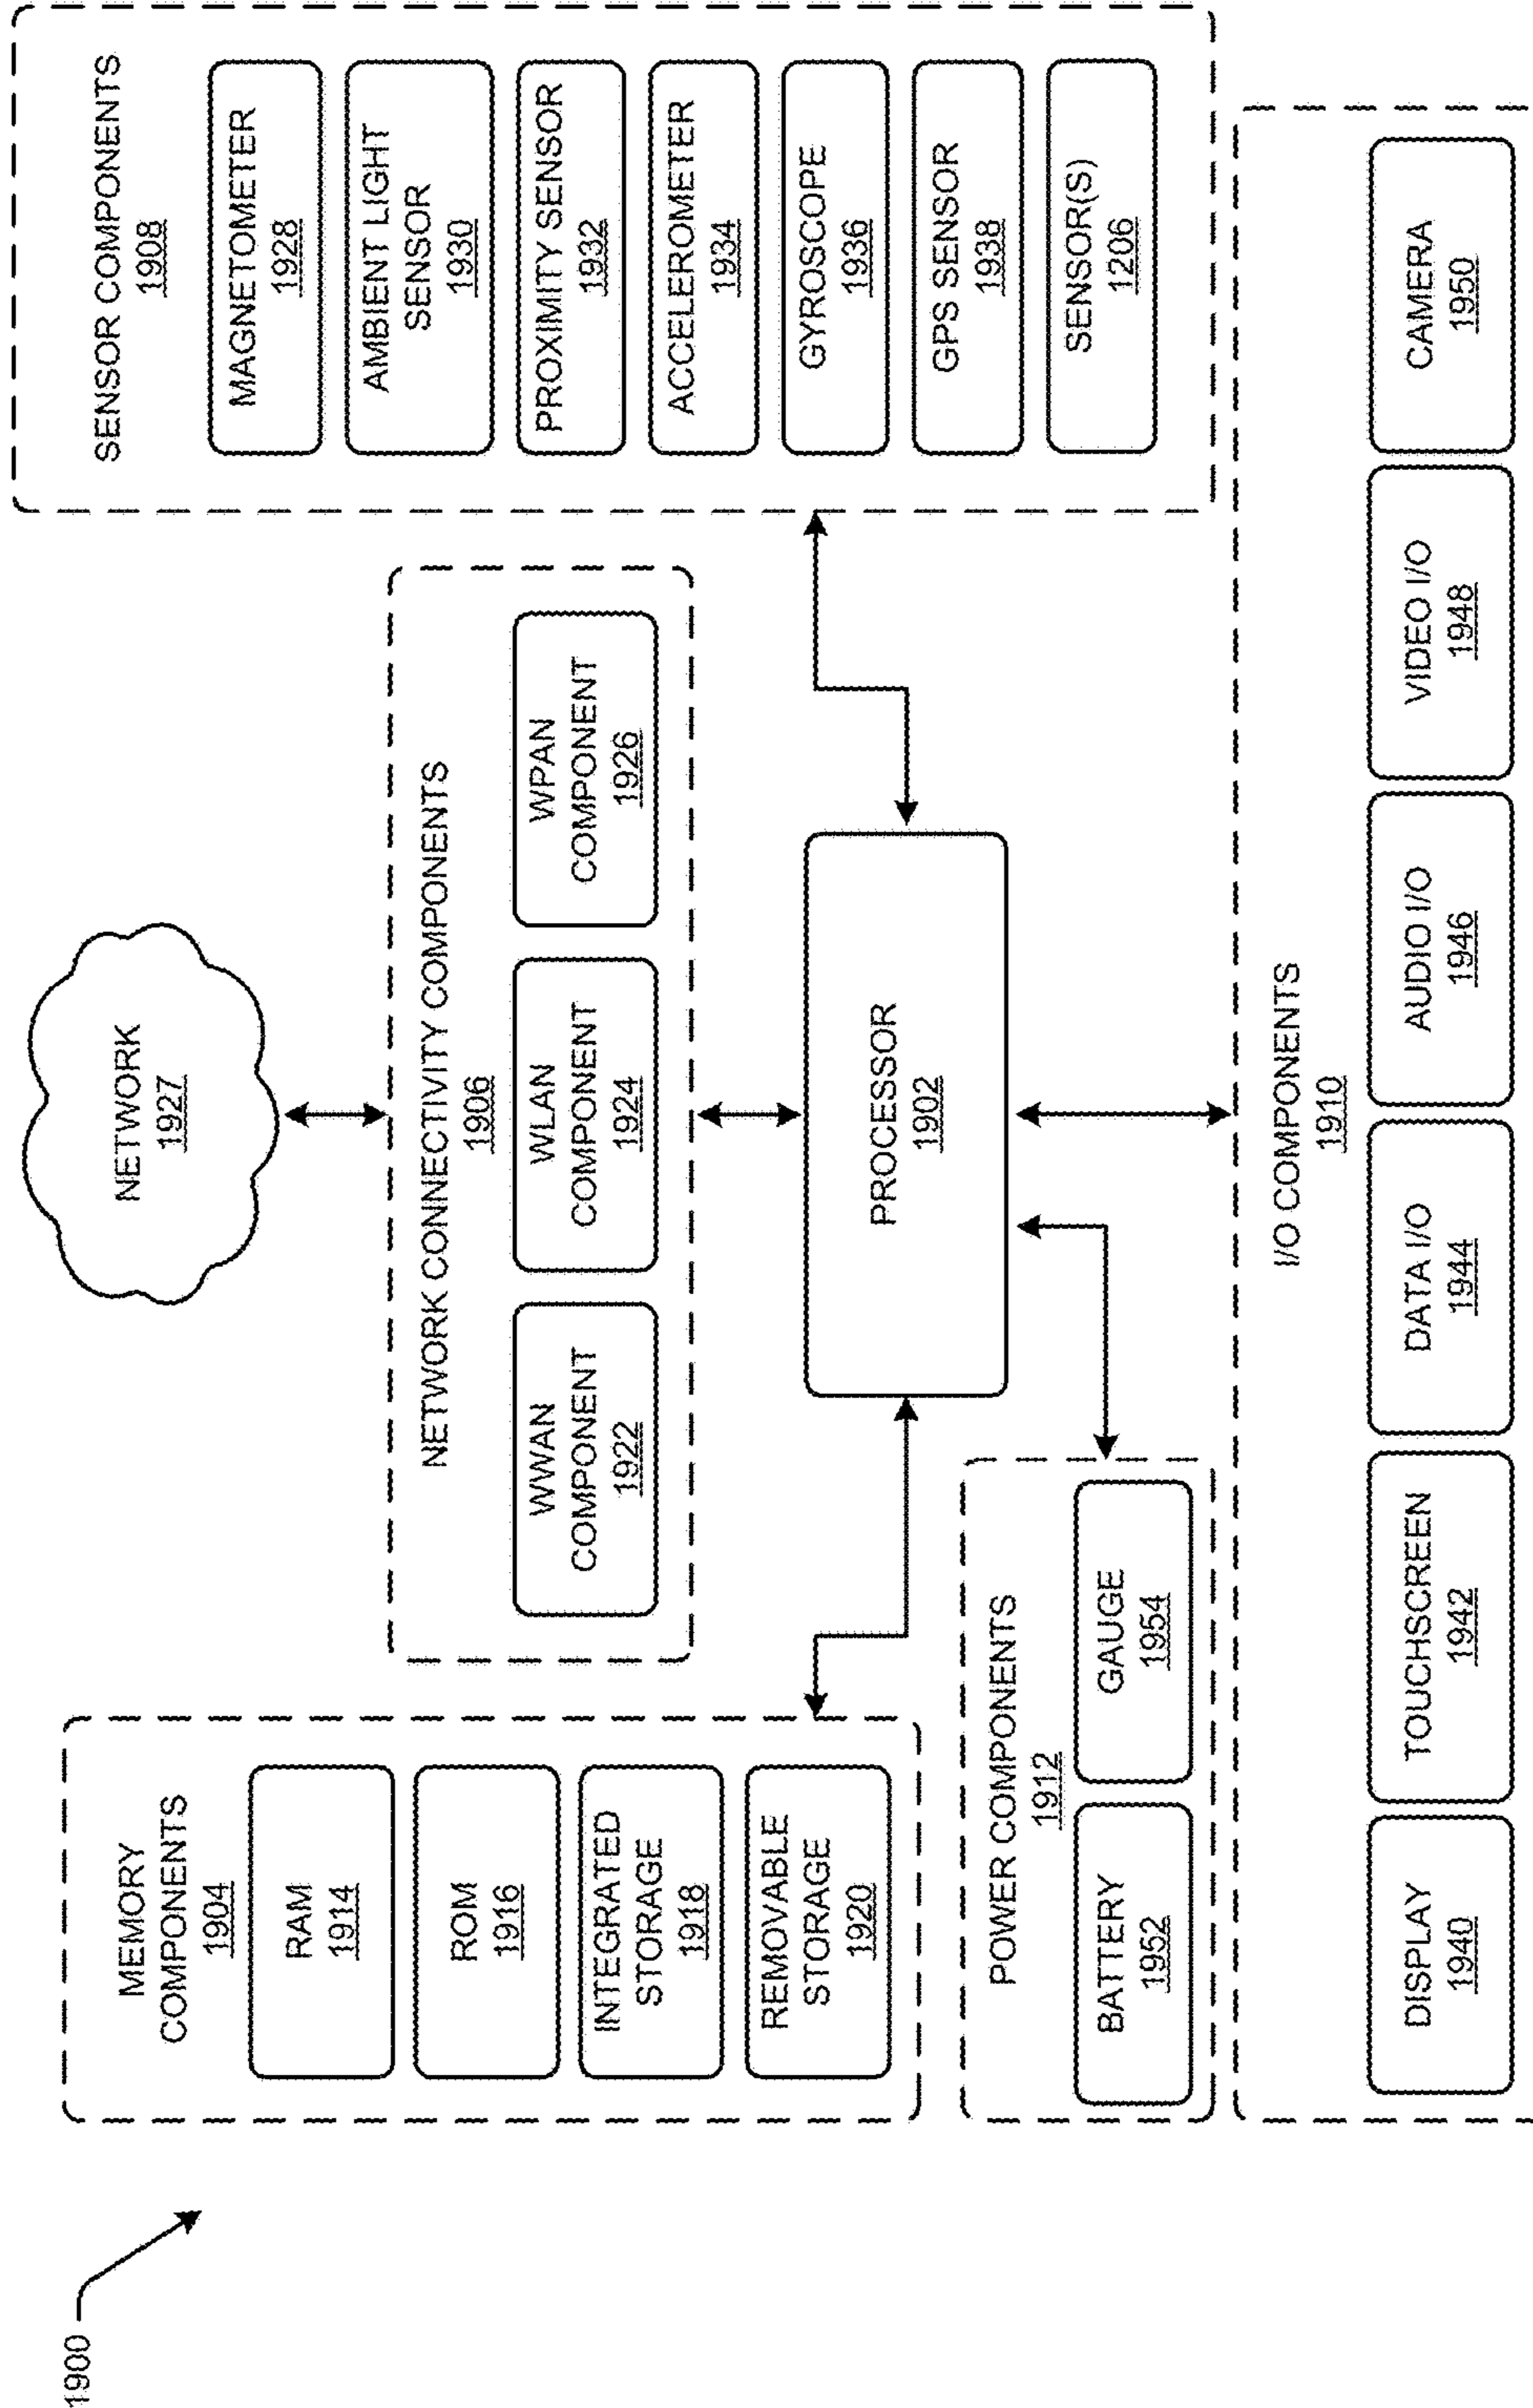 1900
MEMORY
COMPONENTS
1904
RAM
1914
ROM
1916
INTEGRATED
STORAGE
1918
REMOVABLE
STORAGE
1920
NETWORK
1927
NETWORK CONNECTIVITY COMPONENTS
1906
WWAN
COMPONENT
1922
WLAN
COMPONENT
1924
WPAN
COMPONENT
1926
SENSOR COMPONENTS
1908
MAGNETOMETER
1928
AMBIENT LIGHT
SENSOR
1930
PROXIMITY SENSOR
1932
ACCELEROMETER
1934
GYROSCOPE
1936
GPS SENSOR
1938
SENSOR(S)
1206
PROCESSOR
1902
POWER COMPONENTS
1912
BATTERY
1952
GAUGE
1954
I/O COMPONENTS
1910
DISPLAY
1940
TOUCHSCREEN
1942
DATA I/O
1944
AUDIO I/O
1946
VIDEO I/O
1948
CAMERA
1950